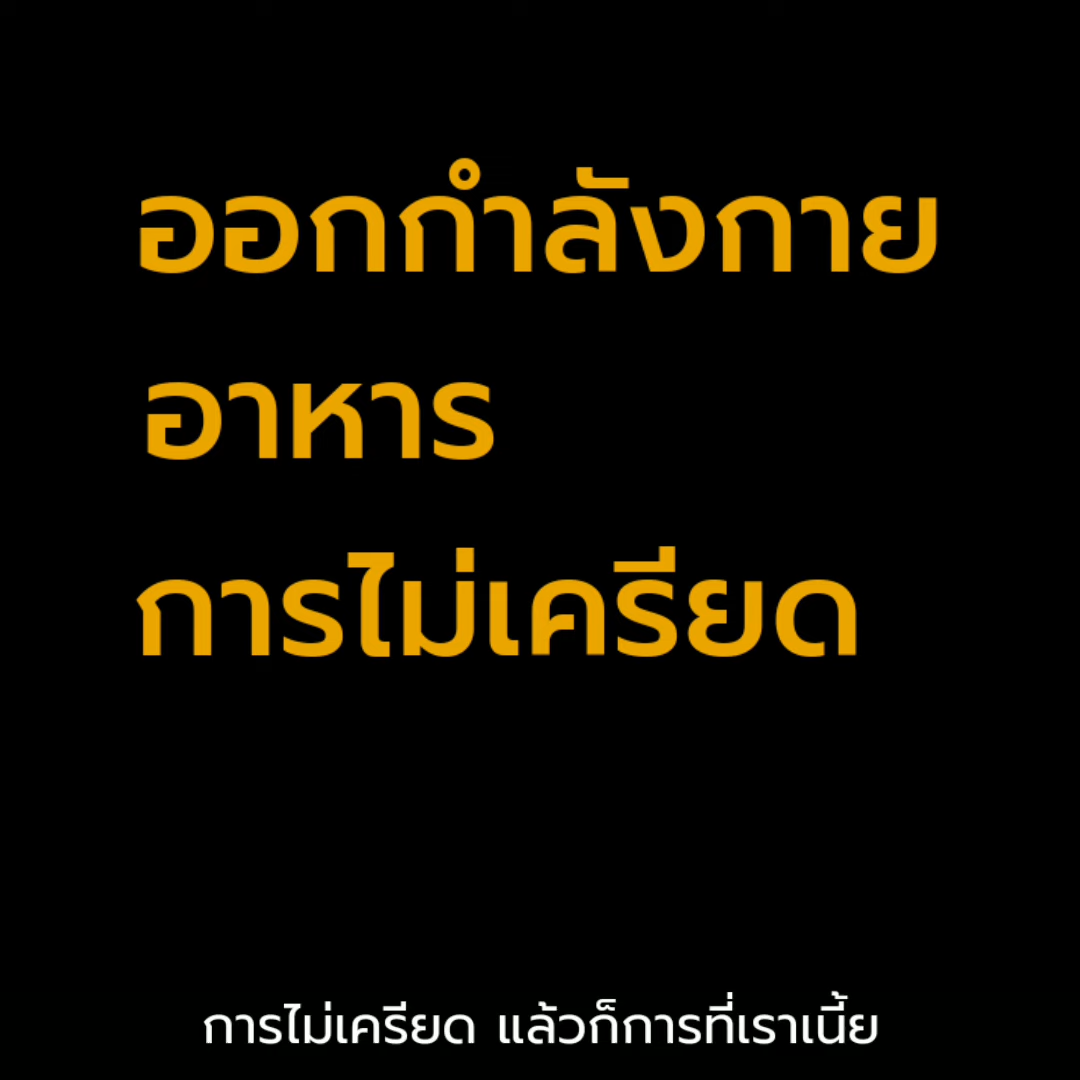 ออกกำลังกาย
อาหาร
การไม่เครียด
การไม่เครียด แล้วก็การที่เราเนี้ย